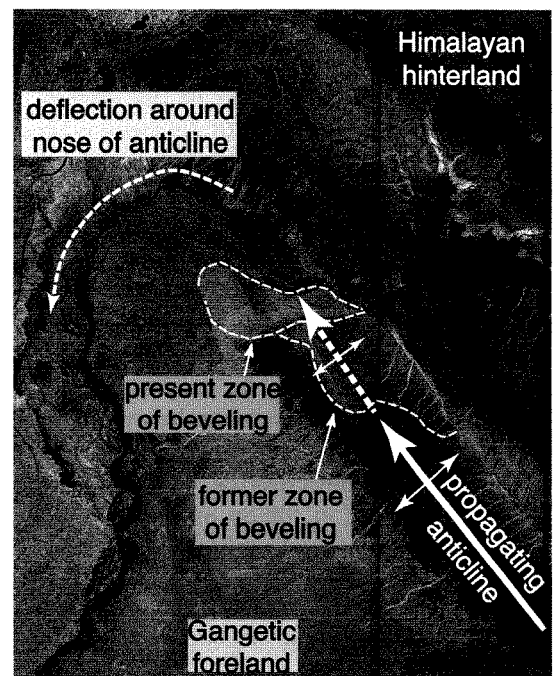 Himalayan
hinterland
deflection around
nose of anticline
present zone
of beveling
former zone
of beveling
propagating
anticline
Gangetic
foreland